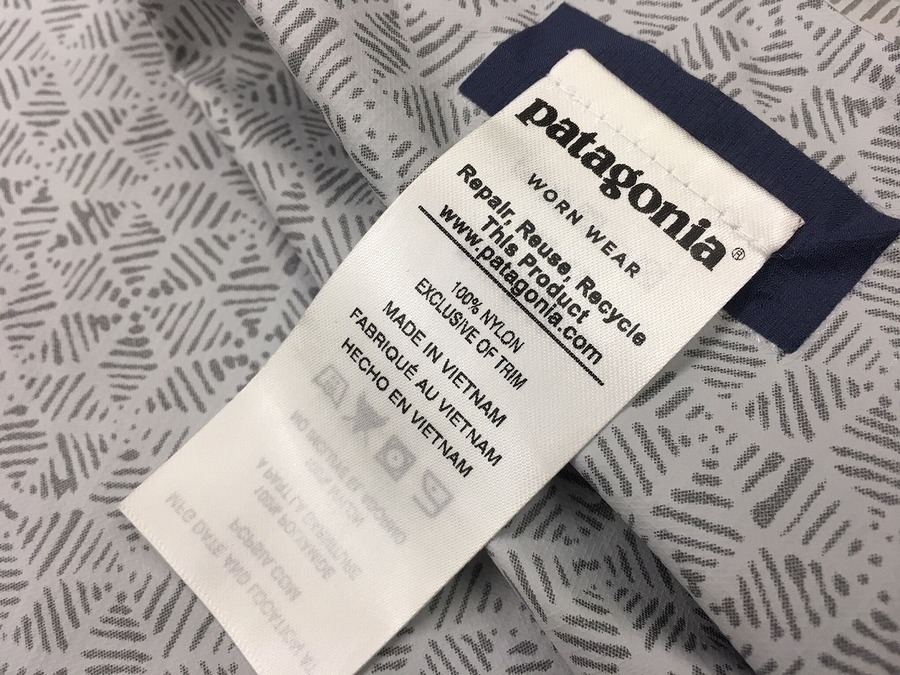 patagonia®
WORN WEAR
Repair, Reuse, Recycle
This Product
www.patagonia.com
100% NYLON
EXCLUSIVE OF TRIM
MADE IN VIETNAM
FABRIQUÉ AU VIETNAM
HECHO EN VIETNAM